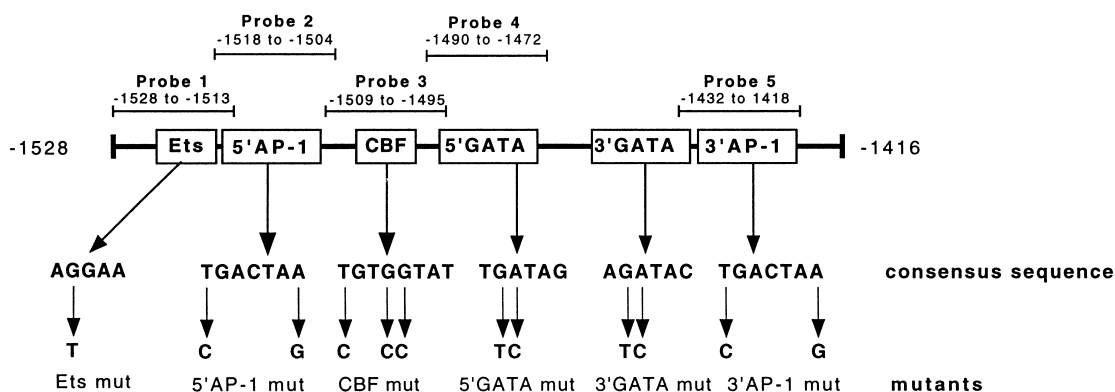 Probe 2
-1518 to -1504
Probe 4
-1490 to -1472
Probe 1
-1528 to -1513
Probe 3
-1509 to -1495
Probe 5
-1432 to 1418
-1528 Ets 5'AP-1 CBF 5'GATA 3'GATA 3'AP-1 -1416
AGGAA TGACTAA TGTGGTAT TGATAG AGATAC TGACTAA consensus sequence
T C G C CC TC TC C G
Ets mut 5'AP-1 mut CBF mut 5'GATA mut 3'GATA mut 3'AP-1 mut mutants